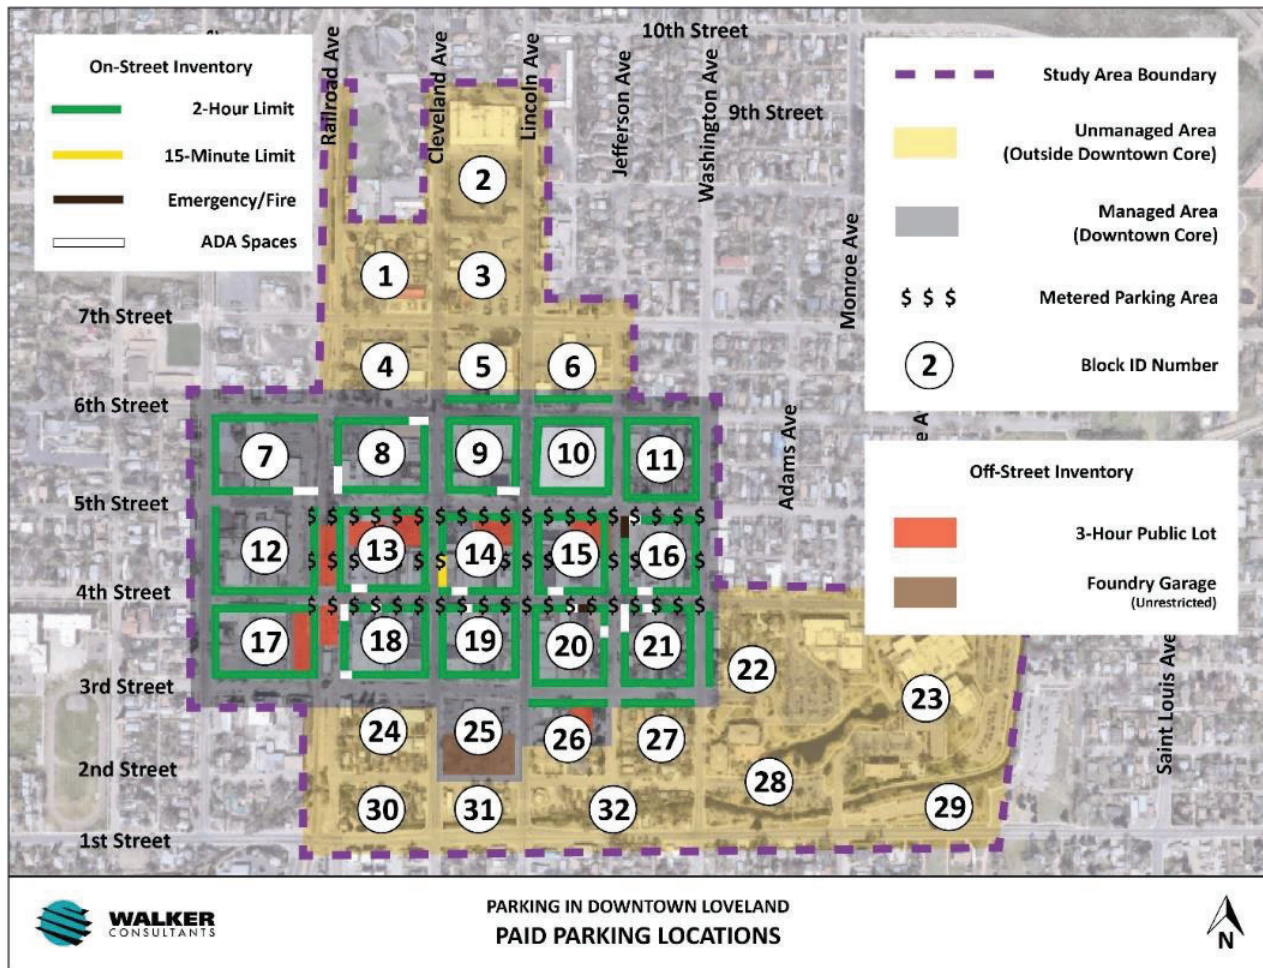 On-Street Inventory
2-Hour Limit
15-Minute Limit
Emergency/Fire
ADA Spaces
Railroad Ave
Cleveland Ave
Lincoln Ave
10th Street
Jefferson Ave
Washington Ave
9th Street
Monroe Ave
Study Area Boundary
Unmanaged Area
(Outside Downtown Core)
Managed Area
(Downtown Core)
$ $ $ Metered Parking Area
2 Block ID Number
Off-Street Inventory
3-Hour Public Lot
Foundry Garage
(Unrestricted)
2
1 3
7th Street
4 5 6
6th Street
7 8 9 10 11
Adams Ave
e A
5th Street
$ $ $ $ $ $ $ $ $ $ $ $ $ $ $ $ $ $
12 13 14 15 16
4th Street
17 18 19 20 21
22
23
3rd Street
24 25 26 27
2nd Street
28
29
30 31 32
1st Street
Saint Louis Ave
WALKER
CONSULTANTS
PARKING IN DOWNTOWN LOVELAND
PAID PARKING LOCATIONS
N